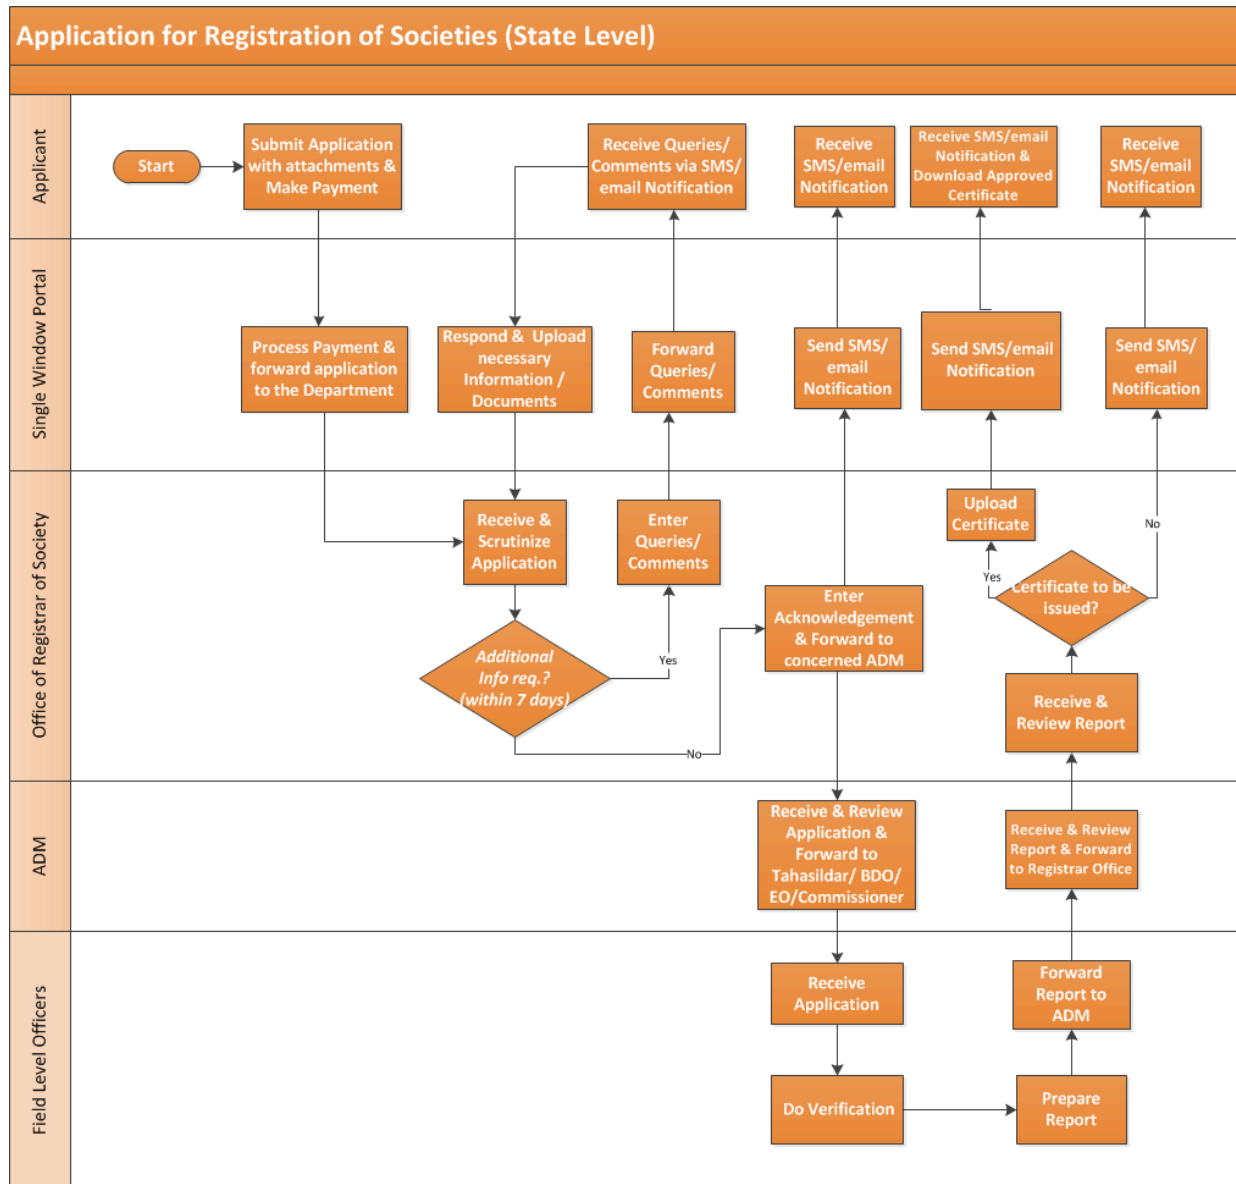 Application for Registration of Societies (State Level)
Applicant
Start
Submit Application
with attachments &
Make Payment
Receive Queries/
Comments via SMS/
email Notification
Receive
SMS/email
Notification
Receive SMS/email
Notification &
Download Approved
Certificate
Receive
SMS/email
Notification
Single Window Portal
Process Payment &
forward application
to the Department
Respond & Upload
necessary
Information /
Documents
Forward
Queries/
Comments
Send SMS/
email
Notification
Send SMS/email
Notification
Send SMS/
email
Notification
Office of Registrar of Society
Receive &
Scrutinize
Application
Enter
Queries/
Comments
Upload
Certificate
No
Yes
Certificate to be
issued?
Enter
Acknowledgement
& Forward to
concerned ADM
Additional
Info req.?
(within 7 days)
Yes
No
Receive &
Review Report
ADM
Receive & Review
Application &
Forward to
Tahasildar/ BDO/
EO/Commissioner
Receive & Review
Report & Forward
to Registrar Office
Field Level Officers
Receive
Application
Forward
Report to
ADM
Do Verification
Prepare
Report